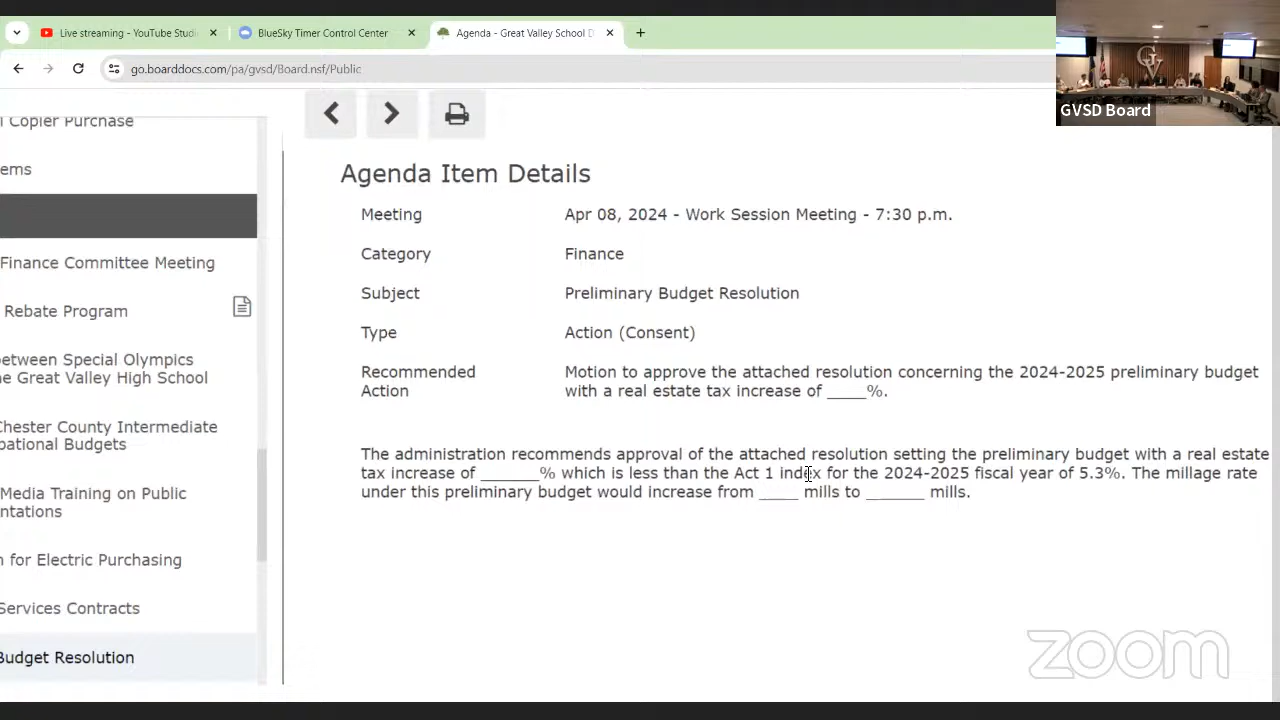 Live streaming - YouTube Studi
BlueSky Timer Control Center
Agenda - Great Valley School D
go.boarddocs.com/pa/gvsd/Board.nsf/Public
GV
GVSD Board
l Copier Purchase
ems
Finance Committee Meeting
Rebate Program
etween Special Olympics
e Great Valley High School
Chester County Intermediate
pational Budgets
Media Training on Public
ntations
n for Electric Purchasing
Services Contracts
Budget Resolution
Agenda Item Details
Meeting Apr 08, 2024 - Work Session Meeting - 7:30 p.m.
Category Finance
Subject Preliminary Budget Resolution
Type Action (Consent)
Recommended Motion to approve the attached resolution concerning the 2024-2025 preliminary budget
Action with a real estate tax increase of ____%.
The administration recommends approval of the attached resolution setting the preliminary budget with a real estate
tax increase of ______% which is less than the Act 1 index for the 2024-2025 fiscal year of 5.3%. The millage rate
under this preliminary budget would increase from ____ mills to ______ mills.
zoom